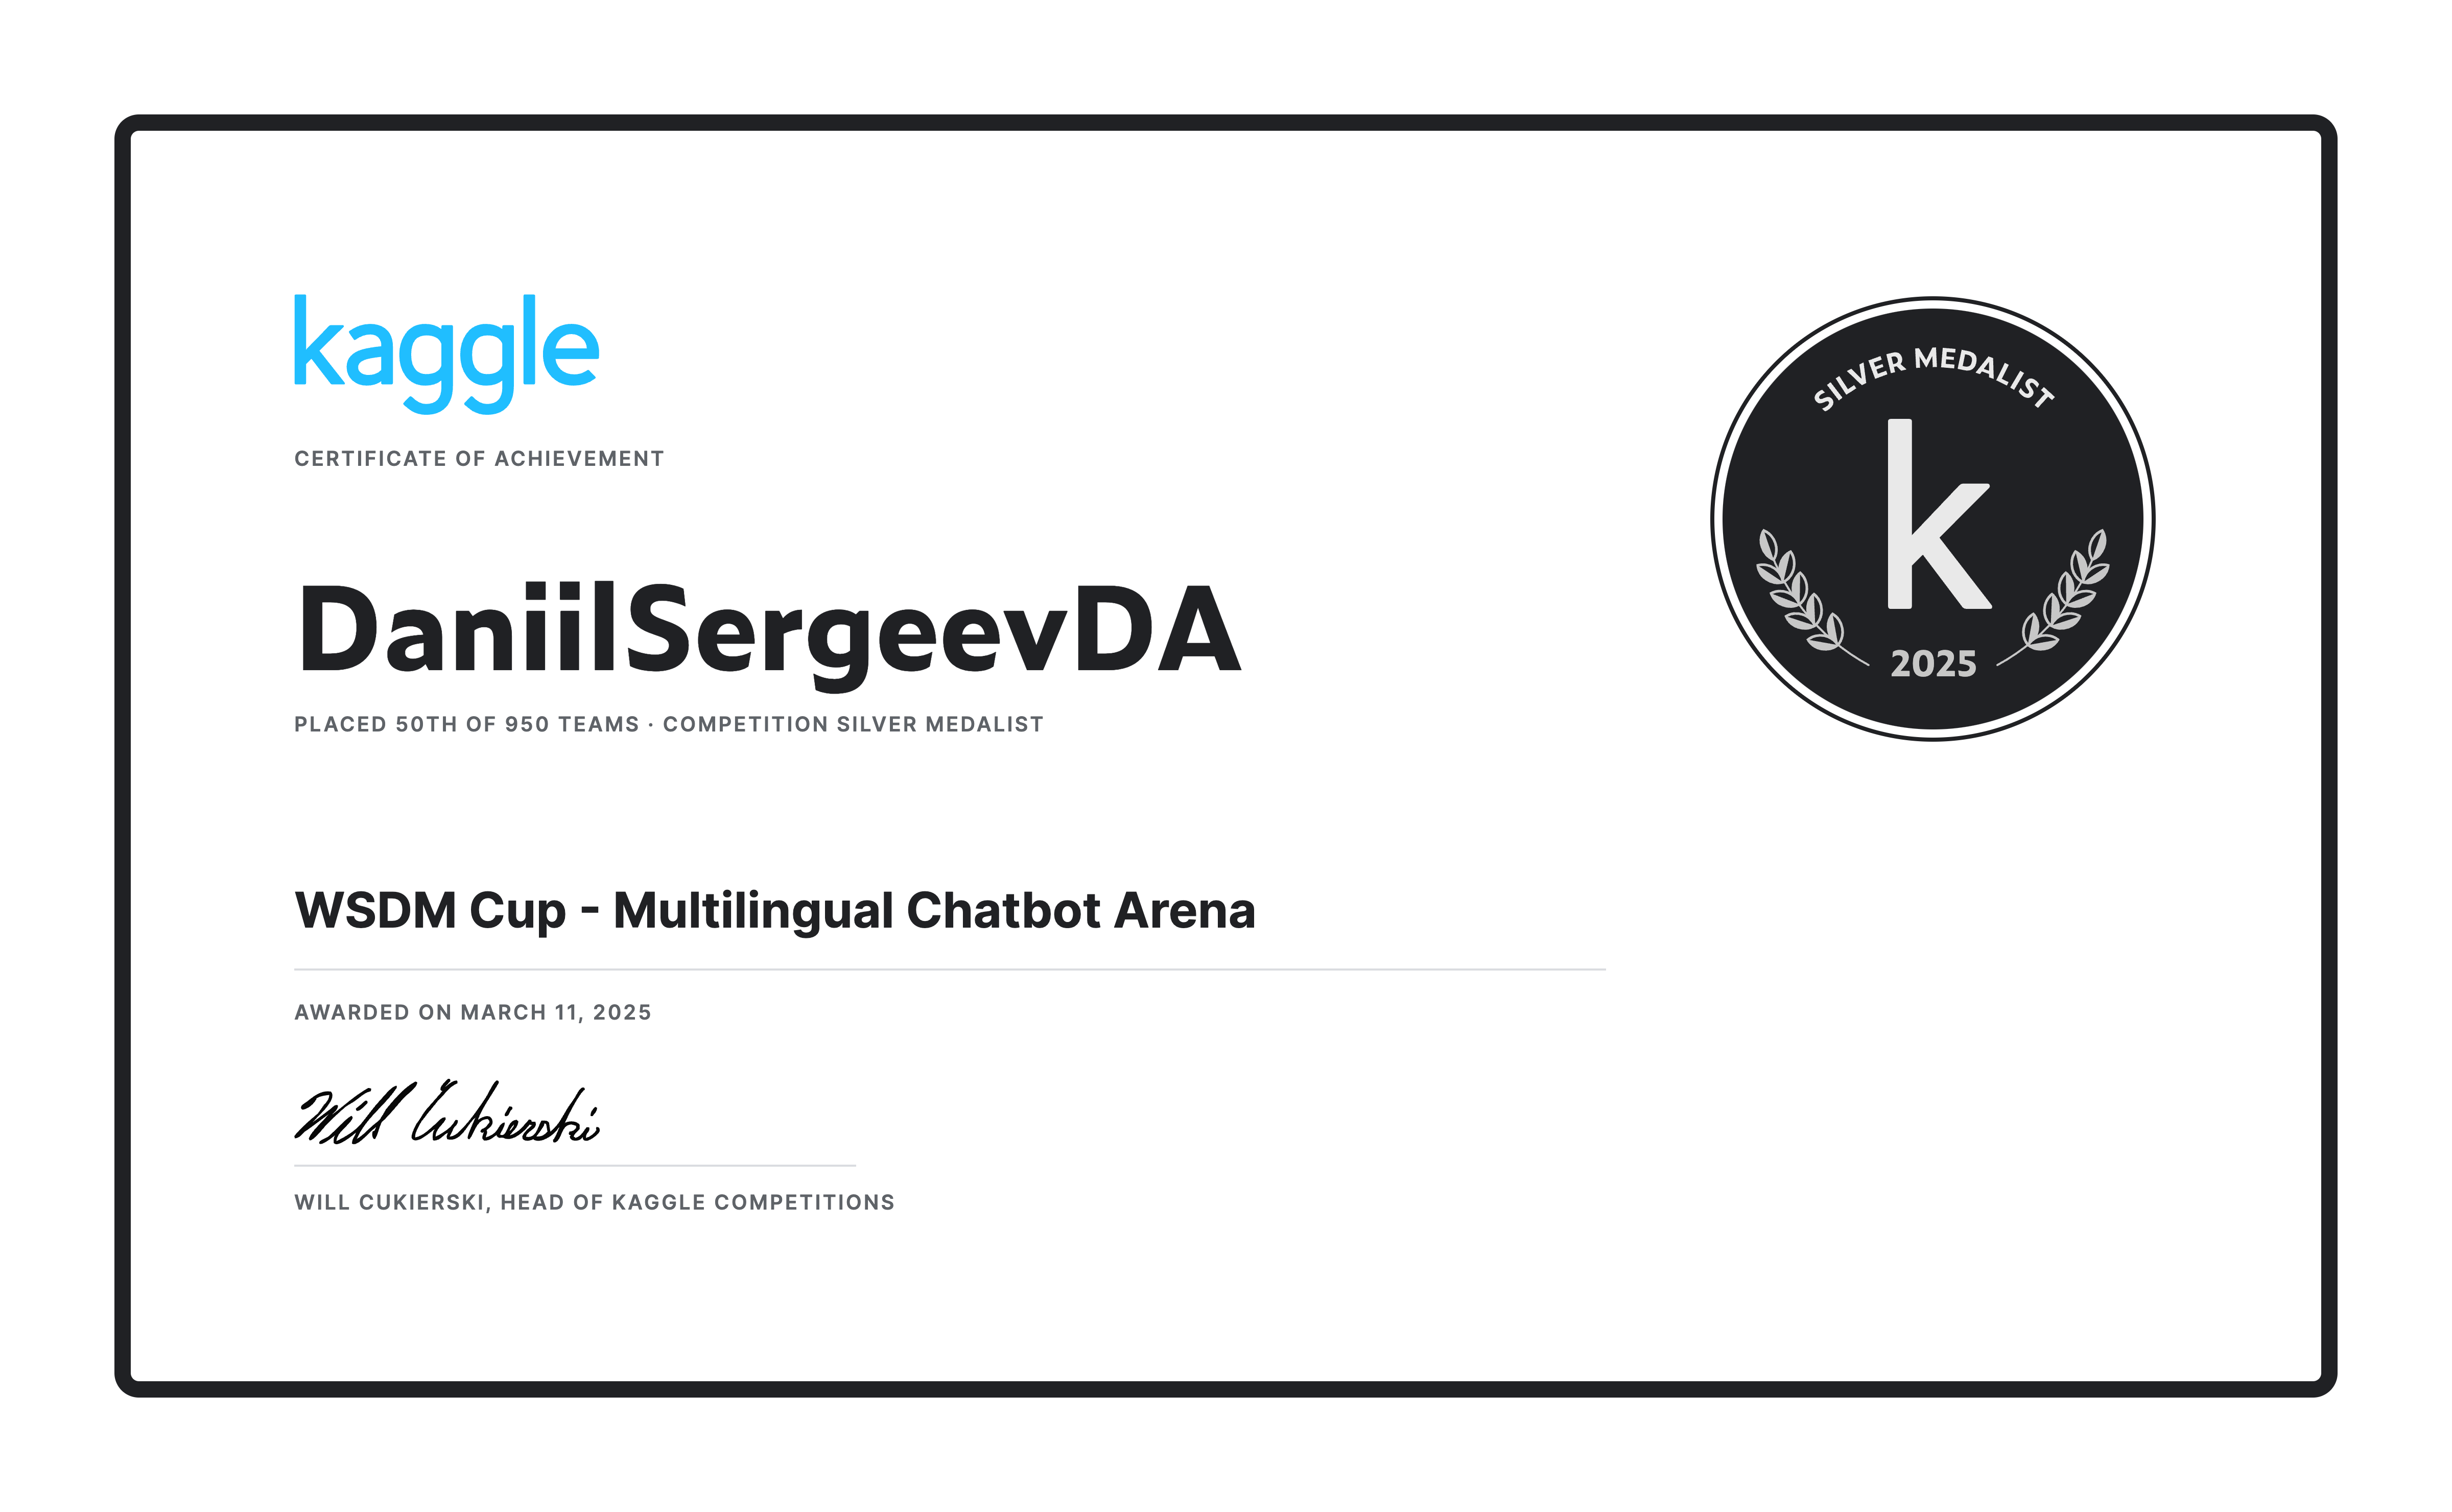 kaggle
CERTIFICATE OF ACHIEVEMENT
SILVER MEDALIST
k
2025
DaniilSergeevDA
PLACED 50TH OF 950 TEAMS · COMPETITION SILVER MEDALIST
WSDM Cup - Multilingual Chatbot Arena
AWARDED ON MARCH 11, 2025
Will Cukierski
WILL CUKIERSKI, HEAD OF KAGGLE COMPETITIONS